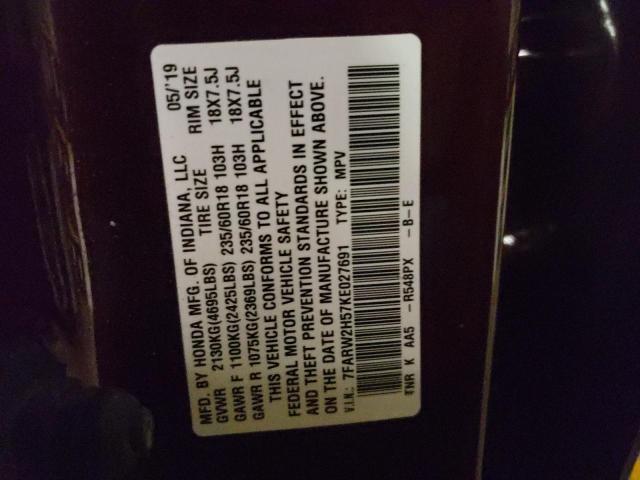 MFD. BY HONDA MFG. OF INDIANA, LLC 05/'19
GVWR 2130KG(4695LBS) TIRE SIZE RIM SIZE
GAWR F 1100KG(2425LBS) 235/60R18 103H 18X7.5J
GAWR R 1075KG(2369LBS) 235/60R18 103H 18X7.5J
THIS VEHICLE CONFORMS TO ALL APPLICABLE
FEDERAL MOTOR VEHICLE SAFETY
AND THEFT PREVENTION STANDARDS IN EFFECT
ON THE DATE OF MANUFACTURE SHOWN ABOVE.
V.I.N.: 7FARW2H57KE027691 TYPE: MPV
TNR K AA5 -R548PX -B-E